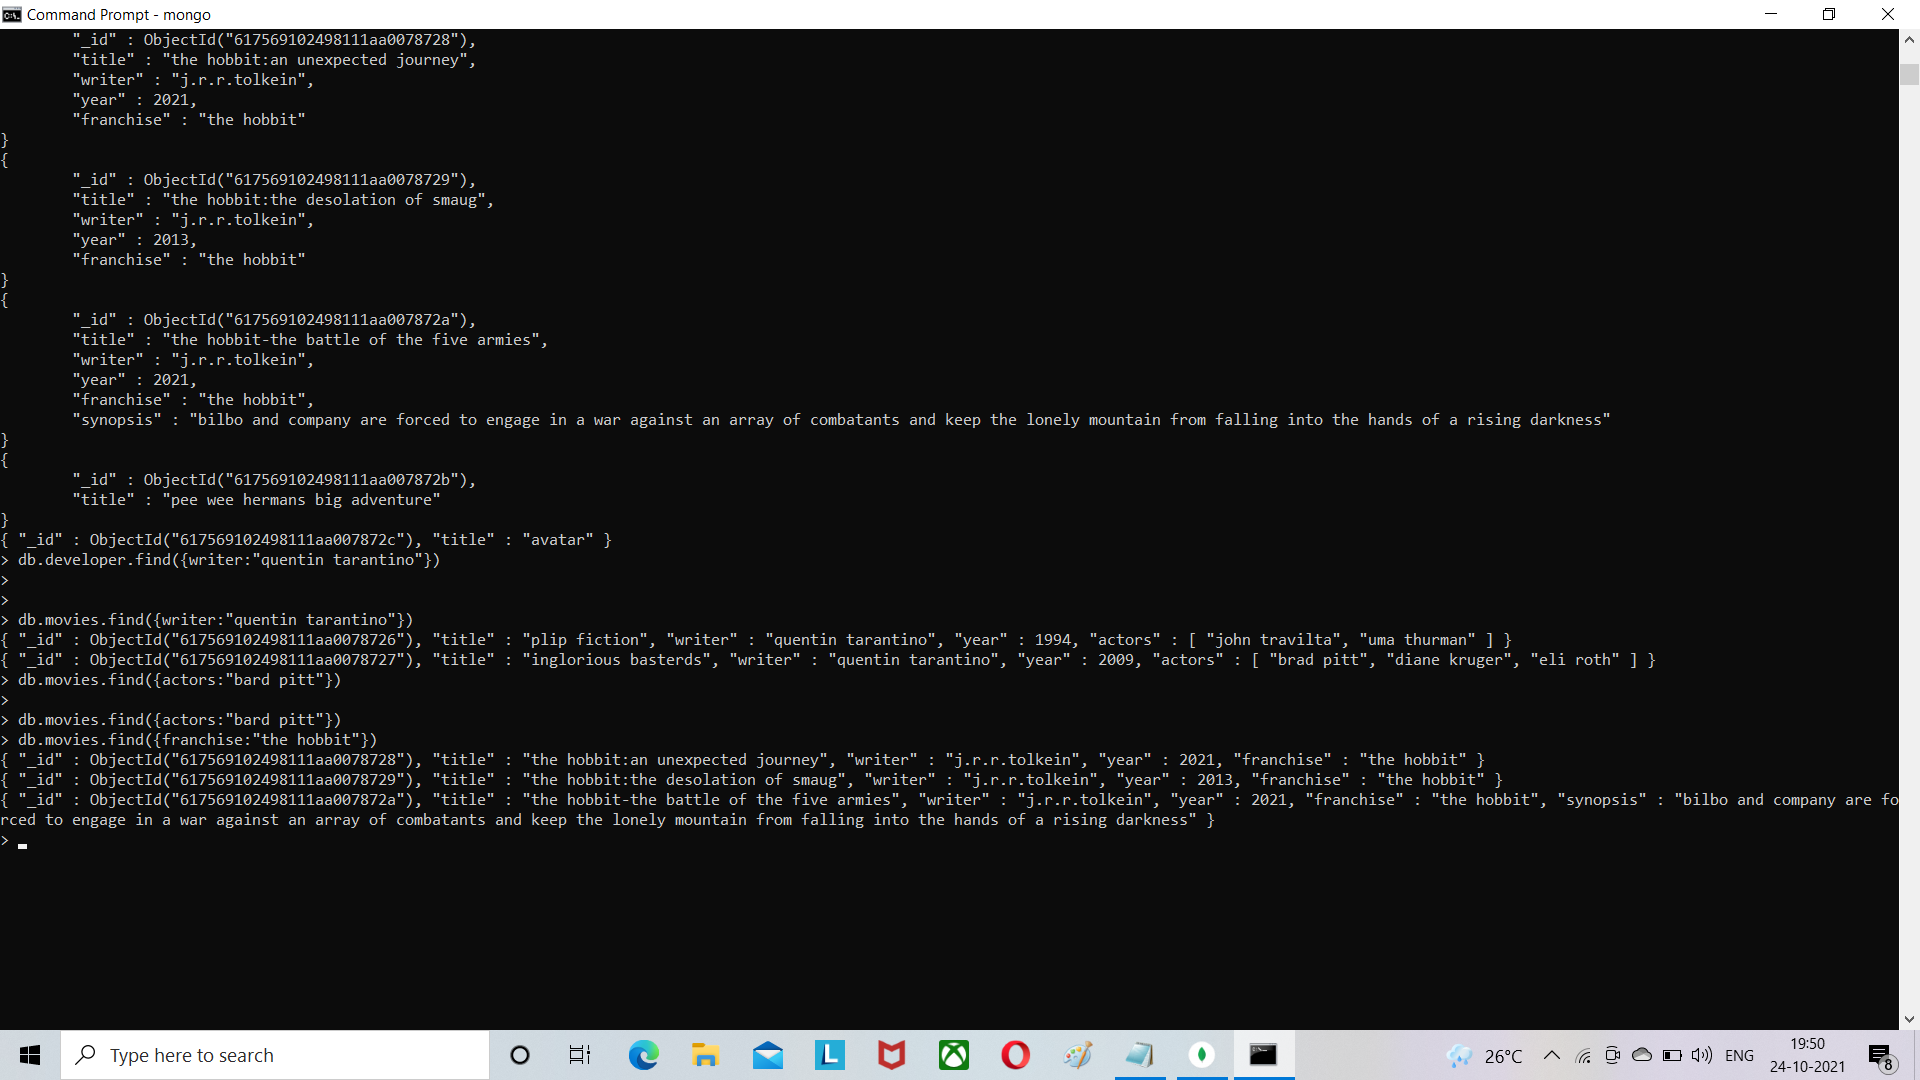 Command Prompt - mongo
"_id" : ObjectId("617569102498111aa0078728"),
"title" : "the hobbit:an unexpected journey",
"writer" : "j.r.r.tolkein",
"year" : 2021,
"franchise" : "the hobbit"
}
{
"_id" : ObjectId("617569102498111aa0078729"),
"title" : "the hobbit:the desolation of smaug",
"writer" : "j.r.r.tolkein",
"year" : 2013,
"franchise" : "the hobbit"
}
{
"_id" : ObjectId("617569102498111aa007872a"),
"title" : "the hobbit-the battle of the five armies",
"writer" : "j.r.r.tolkein",
"year" : 2021,
"franchise" : "the hobbit",
"synopsis" : "bilbo and company are forced to engage in a war against an array of combatants and keep the lonely mountain from falling into the hands of a rising darkness"
}
{
"_id" : ObjectId("617569102498111aa007872b"),
"title" : "pee wee hermans big adventure"
}
{ "_id" : ObjectId("617569102498111aa007872c"), "title" : "avatar" }
> db.developer.find({writer:"quentin tarantino"})
>
>
> db.movies.find({writer:"quentin tarantino"})
{ "_id" : ObjectId("617569102498111aa0078726"), "title" : "plip fiction", "writer" : "quentin tarantino", "year" : 1994, "actors" : [ "john travilta", "uma thurman" ] }
{ "_id" : ObjectId("617569102498111aa0078727"), "title" : "inglorious basterds", "writer" : "quentin tarantino", "year" : 2009, "actors" : [ "brad pitt", "diane kruger", "eli roth" ] }
> db.movies.find({actors:"bard pitt"})
>
> db.movies.find({actors:"bard pitt"})
> db.movies.find({franchise:"the hobbit"})
{ "_id" : ObjectId("617569102498111aa0078728"), "title" : "the hobbit:an unexpected journey", "writer" : "j.r.r.tolkein", "year" : 2021, "franchise" : "the hobbit" }
{ "_id" : ObjectId("617569102498111aa0078729"), "title" : "the hobbit:the desolation of smaug", "writer" : "j.r.r.tolkein", "year" : 2013, "franchise" : "the hobbit" }
{ "_id" : ObjectId("617569102498111aa007872a"), "title" : "the hobbit-the battle of the five armies", "writer" : "j.r.r.tolkein", "year" : 2021, "franchise" : "the hobbit", "synopsis" : "bilbo and company are fo
rced to engage in a war against an array of combatants and keep the lonely mountain from falling into the hands of a rising darkness" }
>
Type here to search
L
26°C
ENG
19:50
24-10-2021
8